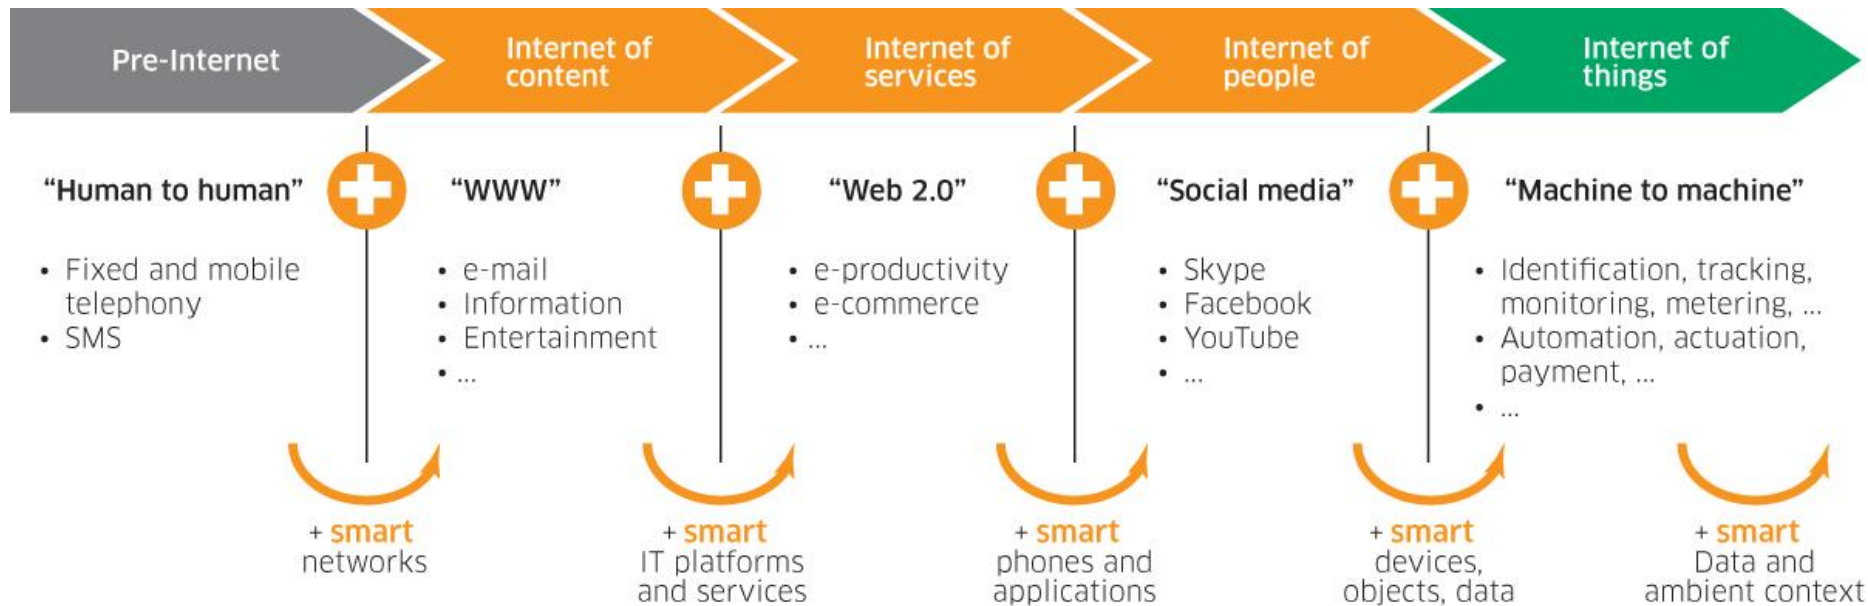 Pre-Internet
Internet of
content
Internet of
services
Internet of
people
Internet of
things
“Human to human”
“WWW”
“Web 2.0”
“Social media”
“Machine to machine”
• Fixed and mobile
telephony
• SMS
• e-mail
• Information
• Entertainment
• ...
• e-productivity
• e-commerce
• ...
• Skype
• Facebook
• YouTube
• ...
• Identification, tracking,
monitoring, metering, ...
• Automation, actuation,
payment, ...
• ...
+ smart
networks
+ smart
IT platforms
and services
+ smart
phones and
applications
+ smart
devices,
objects, data
+ smart
Data and
ambient context